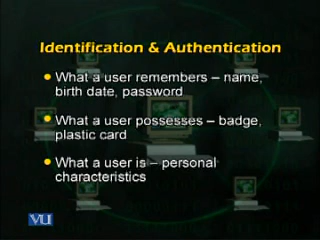 Identification & Authentication
• What a user remembers – name,
birth date, password
• What a user possesses – badge,
plastic card
• What a user is – personal
characteristics
VU